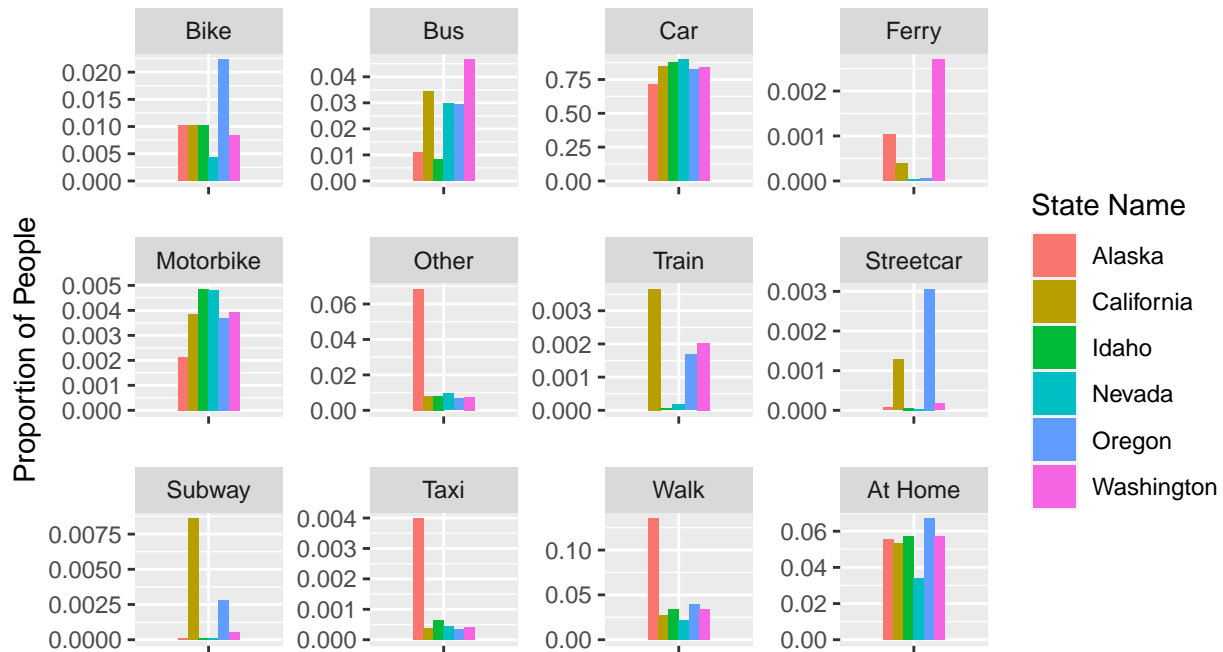 Bike
Bus
Car
Ferry
0.020
0.015
0.010
0.005
0.000
0.04
0.03
0.02
0.01
0.00
0.75
0.50
0.25
0.00
0.002
0.001
0.000
Proportion of People
Motorbike
Other
Train
Streetcar
0.005
0.004
0.003
0.002
0.001
0.000
0.06
0.04
0.02
0.00
0.003
0.002
0.001
0.000
0.003
0.002
0.001
0.000
Subway
Taxi
Walk
At Home
0.0075
0.0050
0.0025
0.0000
0.004
0.003
0.002
0.001
0.000
0.10
0.05
0.00
0.06
0.04
0.02
0.00
State Name
Alaska
California
Idaho
Nevada
Oregon
Washington